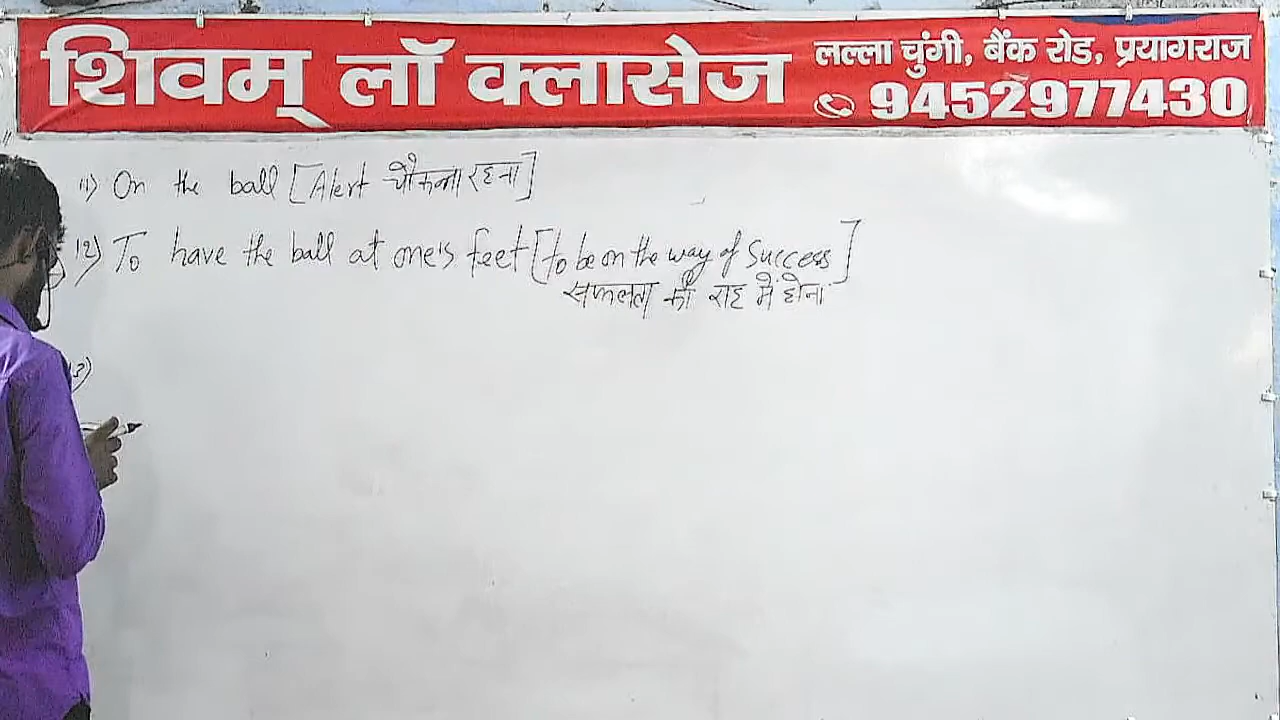 शिवम् लॉ क्लासेज
लल्ला चुंगी, बैंक रोड, प्रयागराज
9452977430
11) On the ball [Alert चौकन्ना रहना]
12) To have the ball at one's feet [to be on the way of Success]
सफलता की राह में होना
3)